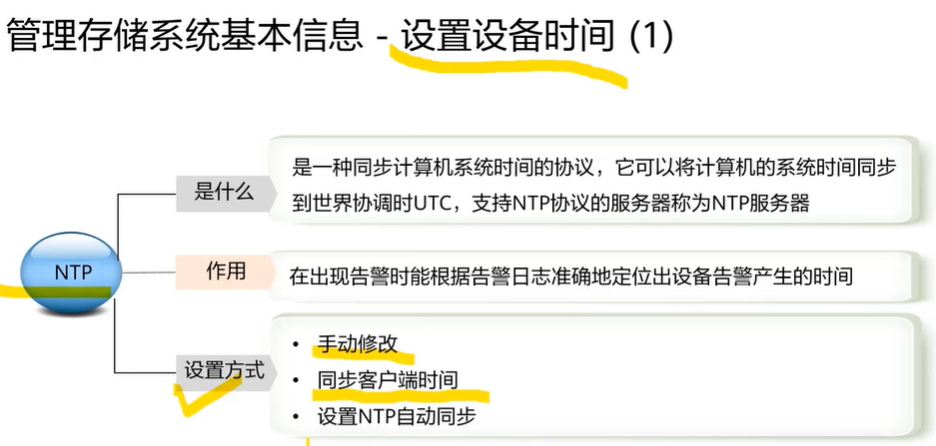 管理存储系统基本信息 - 设置设备时间 (1)
NTP
是什么
是一种同步计算机系统时间的协议，它可以将计算机的系统时间同步
到世界协调时UTC，支持NTP协议的服务器称为NTP服务器
作用
在出现告警时能根据告警日志准确地定位出设备告警产生的时间
设置方式
• 手动修改
• 同步客户端时间
• 设置NTP自动同步